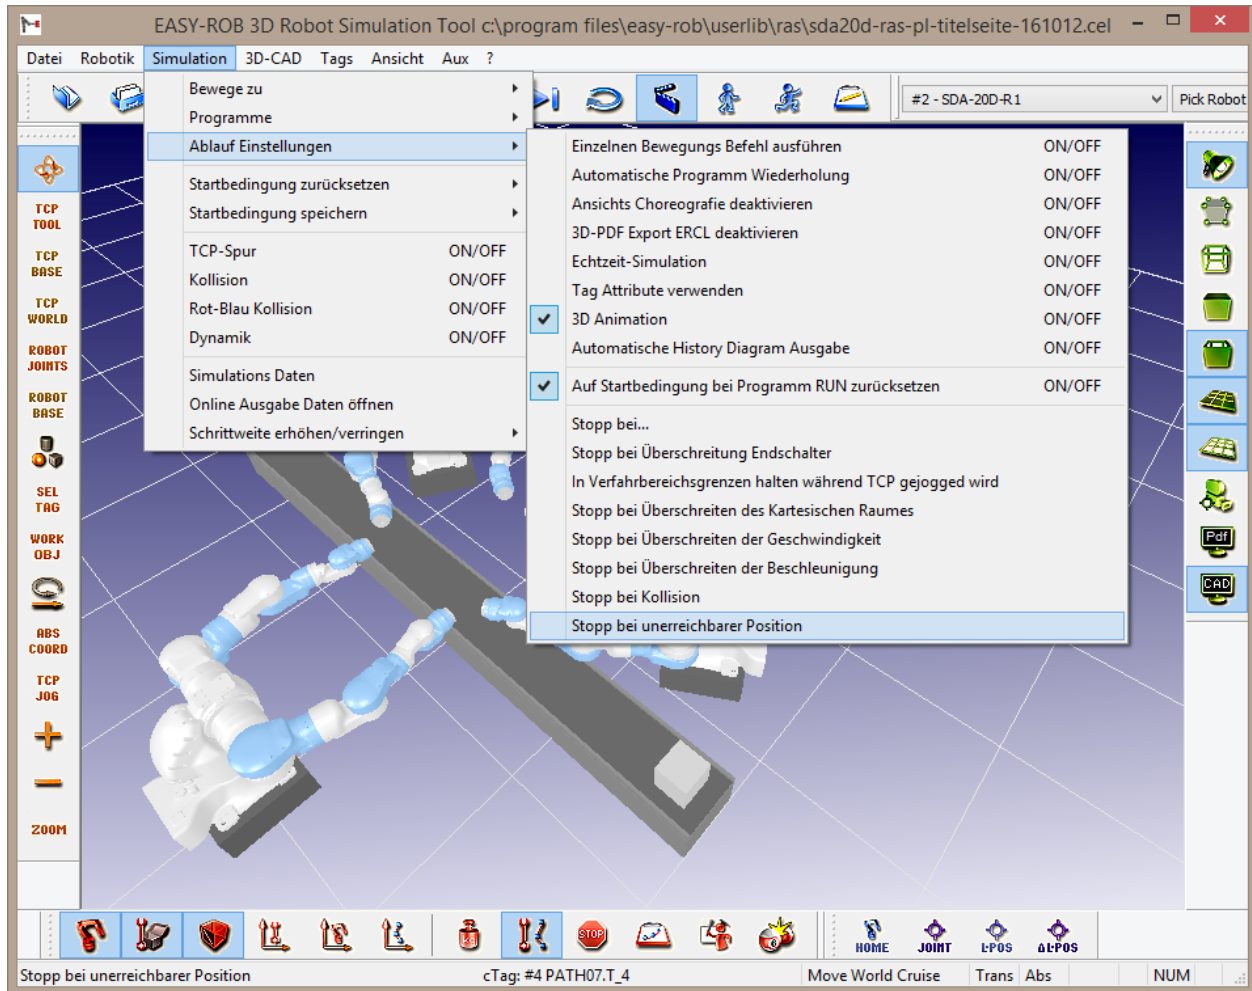 EASY-ROB 3D Robot Simulation Tool c:\program files\easy-rob\userlib\ras\sda20d-ras-pl-titelseite-161012.cel
Datei Robotik Simulation 3D-CAD Tags Ansicht Aux ?
#2 - SDA-20D-R1
Pick Robot
Bewege zu
Programme
Ablauf Einstellungen
Startbedingung zurücksetzen
Startbedingung speichern
TCP-Spur ON/OFF
Kollision ON/OFF
Rot-Blau Kollision ON/OFF
Dynamik ON/OFF
Simulations Daten
Online Ausgabe Daten öffnen
Schrittweite erhöhen/verringen
Einzelnen Bewegungs Befehl ausführen ON/OFF
Automatische Programm Wiederholung ON/OFF
Ansichts Choreografie deaktivieren ON/OFF
3D-PDF Export ERCL deaktivieren ON/OFF
Echtzeit-Simulation ON/OFF
Tag Attribute verwenden ON/OFF
3D Animation ON/OFF
Automatische History Diagram Ausgabe ON/OFF
Auf Startbedingung bei Programm RUN zurücksetzen ON/OFF
Stopp bei...
Stopp bei Überschreitung Endschalter
In Verfahrbereichsgrenzen halten während TCP gejogged wird
Stopp bei Überschreiten des Kartesischen Raumes
Stopp bei Überschreiten der Geschwindigkeit
Stopp bei Überschreiten der Beschleunigung
Stopp bei Kollision
Stopp bei unerreichbarer Position
TCP
TOOL
TCP
BASE
TCP
WORLD
ROBOT
JOINTS
ROBOT
BASE
SEL
TAG
WORK
OBJ
ABS
COORD
TCP
JOG
ZOOM
Pdf
CAD
kg
STOP
HOME
JOINT
L-POS
ΔL-POS
Stopp bei unerreichbarer Position
cTag: #4 PATH07.T_4
Move World Cruise
Trans
Abs
NUM